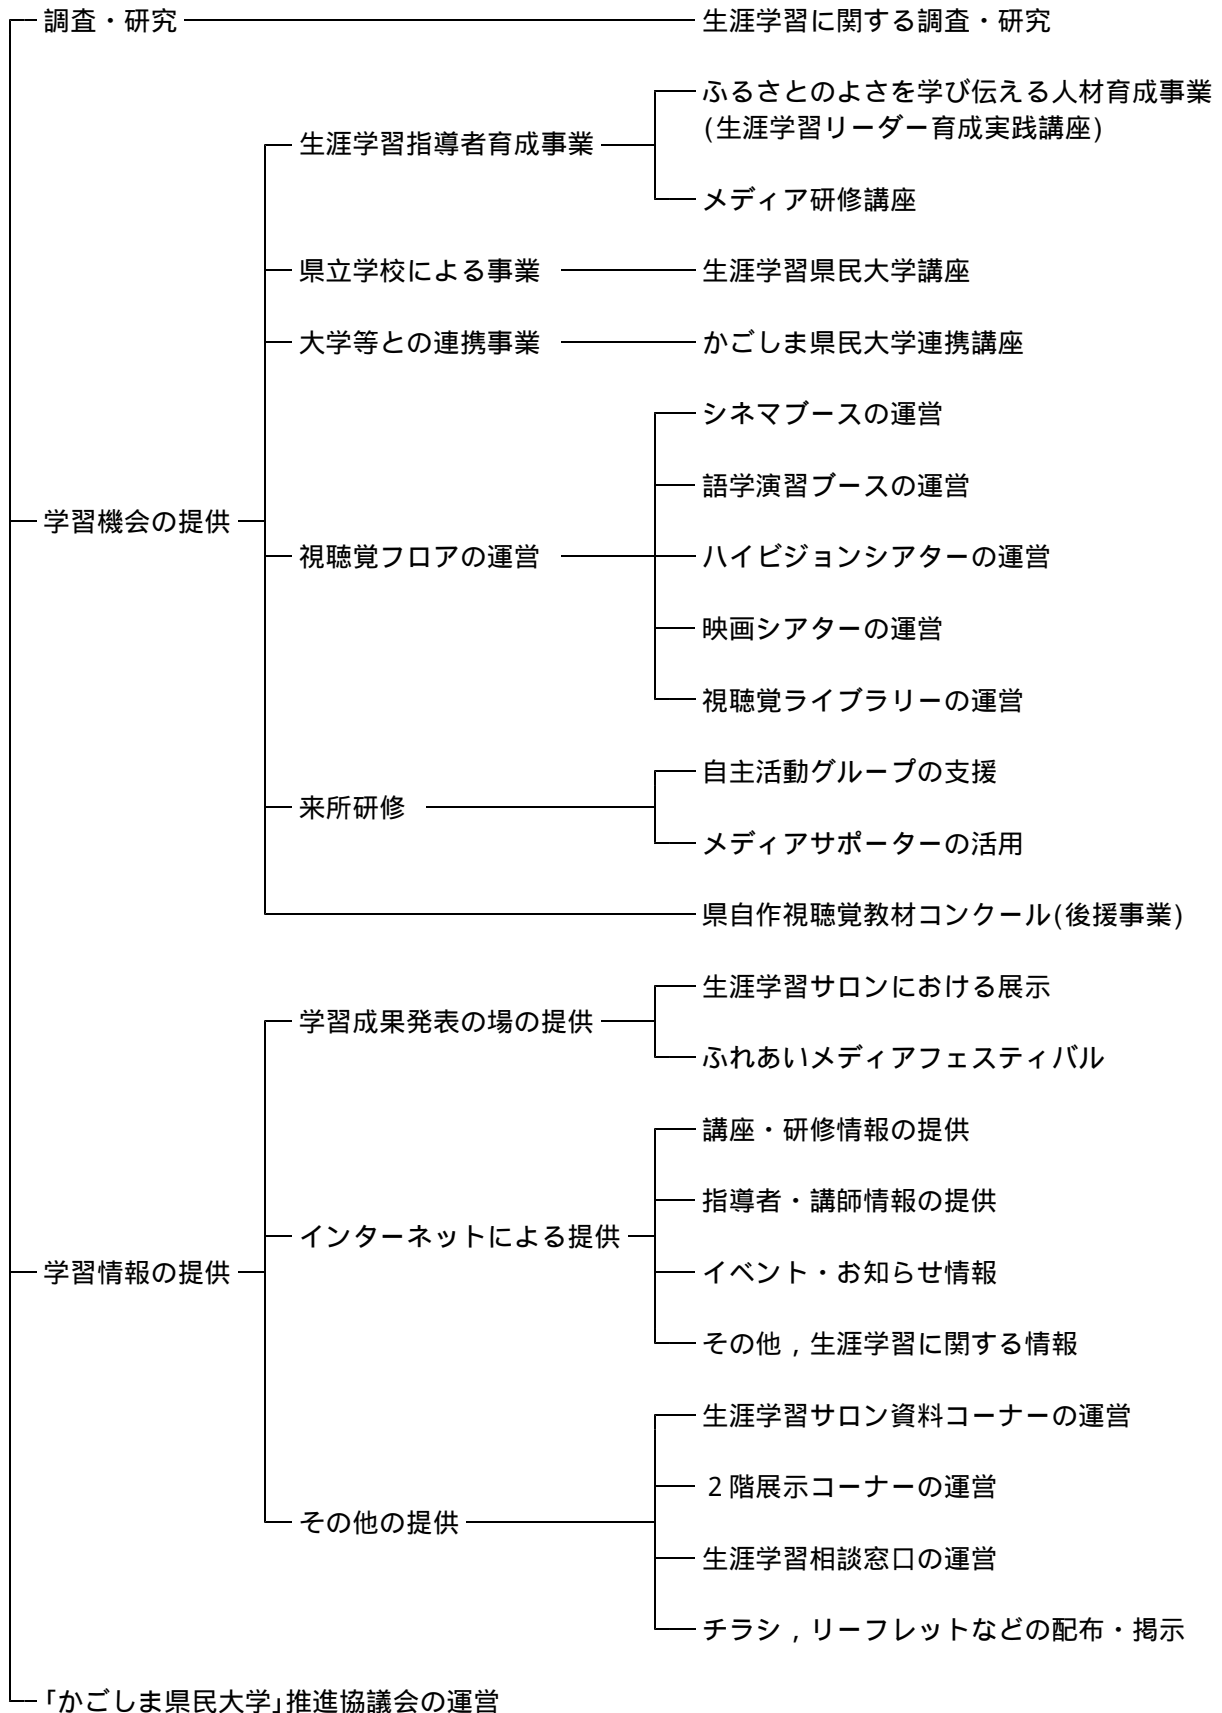 調査・研究
生涯学習に関する調査・研究
学習機会の提供
生涯学習指導者育成事業
ふるさとのよさを学び伝える人材育成事業
(生涯学習リーダー育成実践講座)
メディア研修講座
県立学校による事業
生涯学習県民大学講座
大学等との連携事業
かごしま県民大学連携講座
視聴覚フロアの運営
シネマブースの運営
語学演習ブースの運営
ハイビジョンシアターの運営
映画シアターの運営
視聴覚ライブラリーの運営
来所研修
自主活動グループの支援
メディアサポーターの活用
県自作視聴覚教材コンクール(後援事業)
学習情報の提供
学習成果発表の場の提供
生涯学習サロンにおける展示
ふれあいメディアフェスティバル
インターネットによる提供
講座・研修情報の提供
指導者・講師情報の提供
イベント・お知らせ情報
その他，生涯学習に関する情報
その他の提供
生涯学習サロン資料コーナーの運営
２階展示コーナーの運営
生涯学習相談窓口の運営
チラシ，リーフレットなどの配布・掲示
「かごしま県民大学」推進協議会の運営